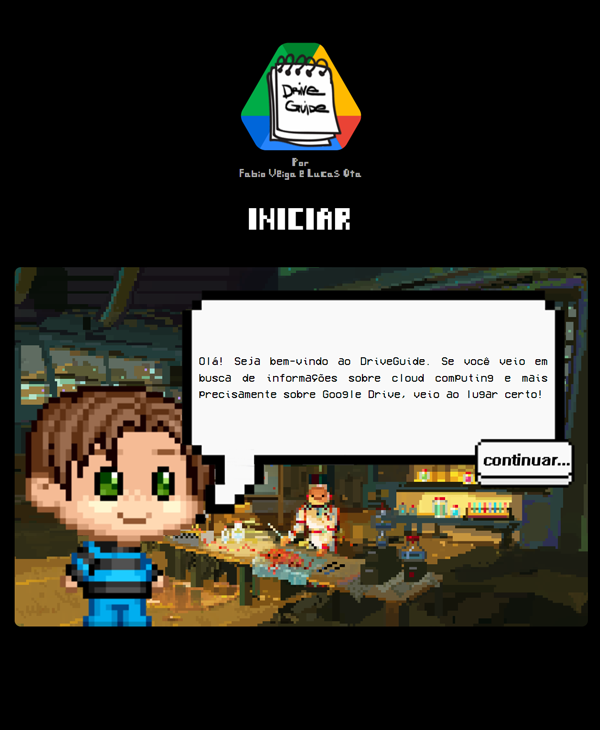 Drive
Guide
Por
Fabio Veiga e Lucas Ota
INICIAR
Olá! Seja bem-vindo ao DriveGuide. Se você veio em
busca de informações sobre cloud computing e mais
precisamente sobre Google Drive, veio ao lugar certo!
continuar...